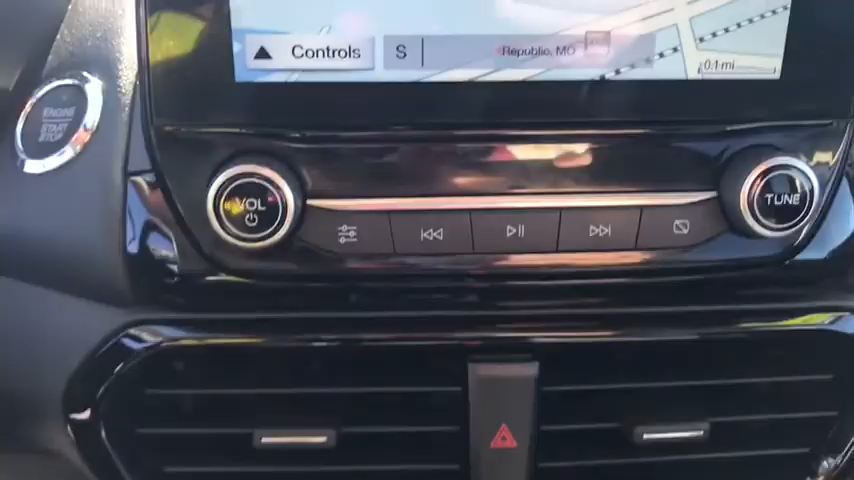 Controls
S
Republic, MO
0.1 mi
ENGINE
START
STOP
VOL
TUNE